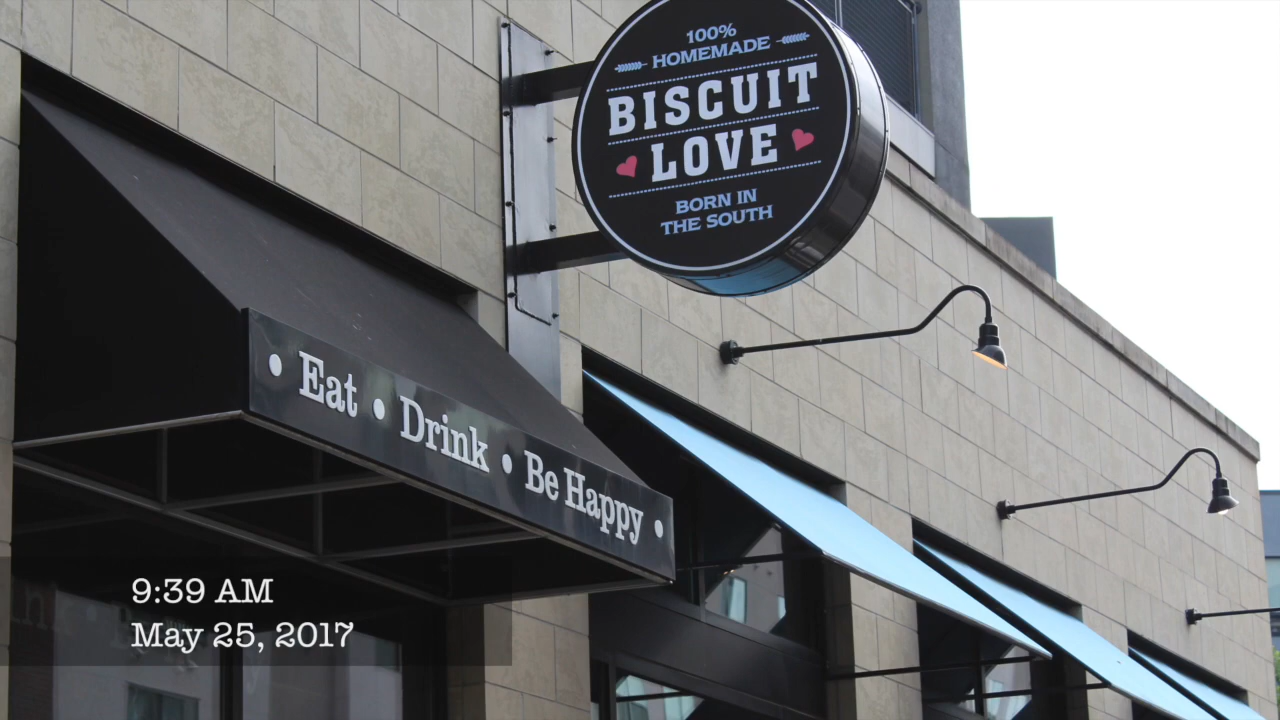 100%
HOMEMADE
BISCUIT
LOVE
BORN IN
THE SOUTH
• Eat • Drink • Be Happy •
9:39 AM
May 25, 2017